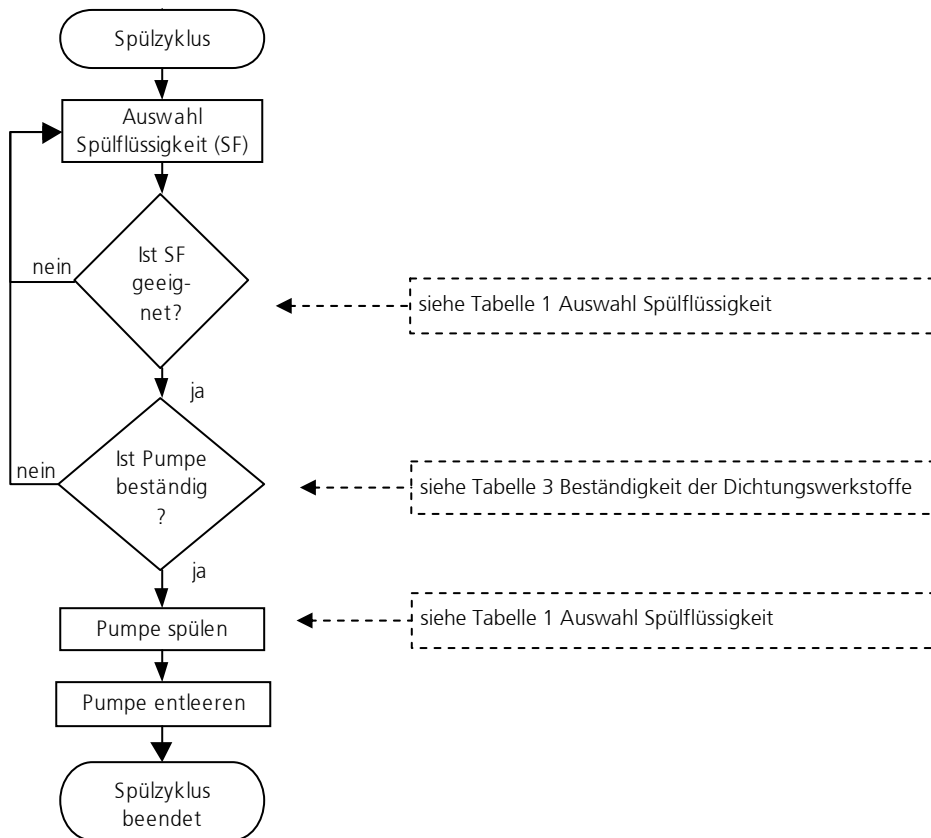 Spülzyklus
Auswahl
Spülflüssigkeit (SF)
Ist SF
geeig-
net?
nein
siehe Tabelle 1 Auswahl Spülflüssigkeit
ja
Ist Pumpe
beständig
?
nein
siehe Tabelle 3 Beständigkeit der Dichtungswerkstoffe
ja
Pumpe spülen
siehe Tabelle 1 Auswahl Spülflüssigkeit
Pumpe entleeren
Spülzyklus
beendet